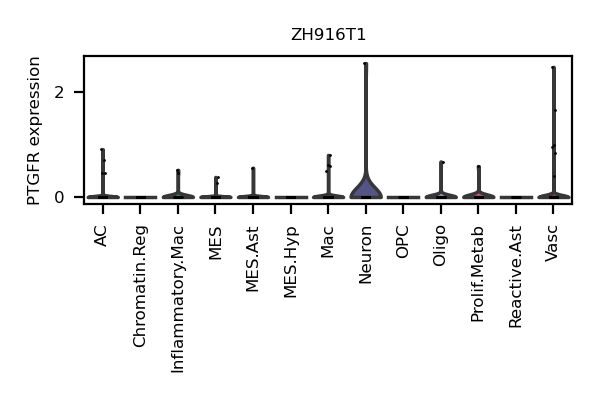 ZH916T1
PTGFR expression
2
0
AC
Chromatin.Reg
Inflammatory.Mac
MES
MES.Ast
MES.Hyp
Mac
Neuron
OPC
Oligo
Prolif.Metab
Reactive.Ast
Vasc